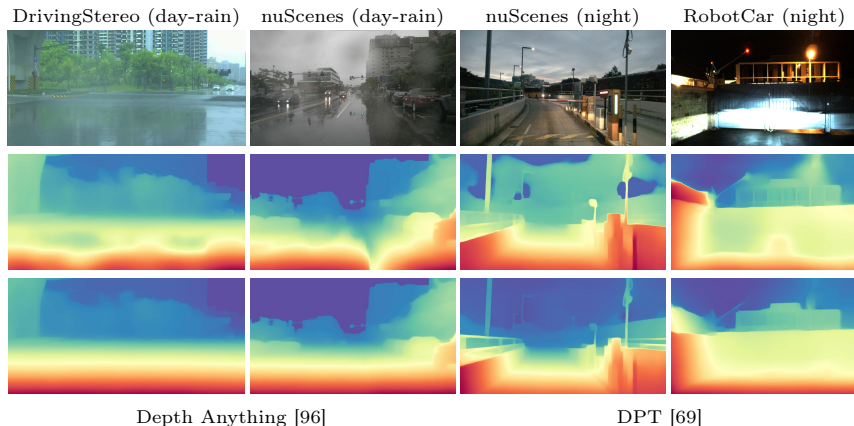 DrivingStereo (day-rain) nuScenes (day-rain) nuScenes (night) RobotCar (night)
Depth Anything [96] DPT [69]